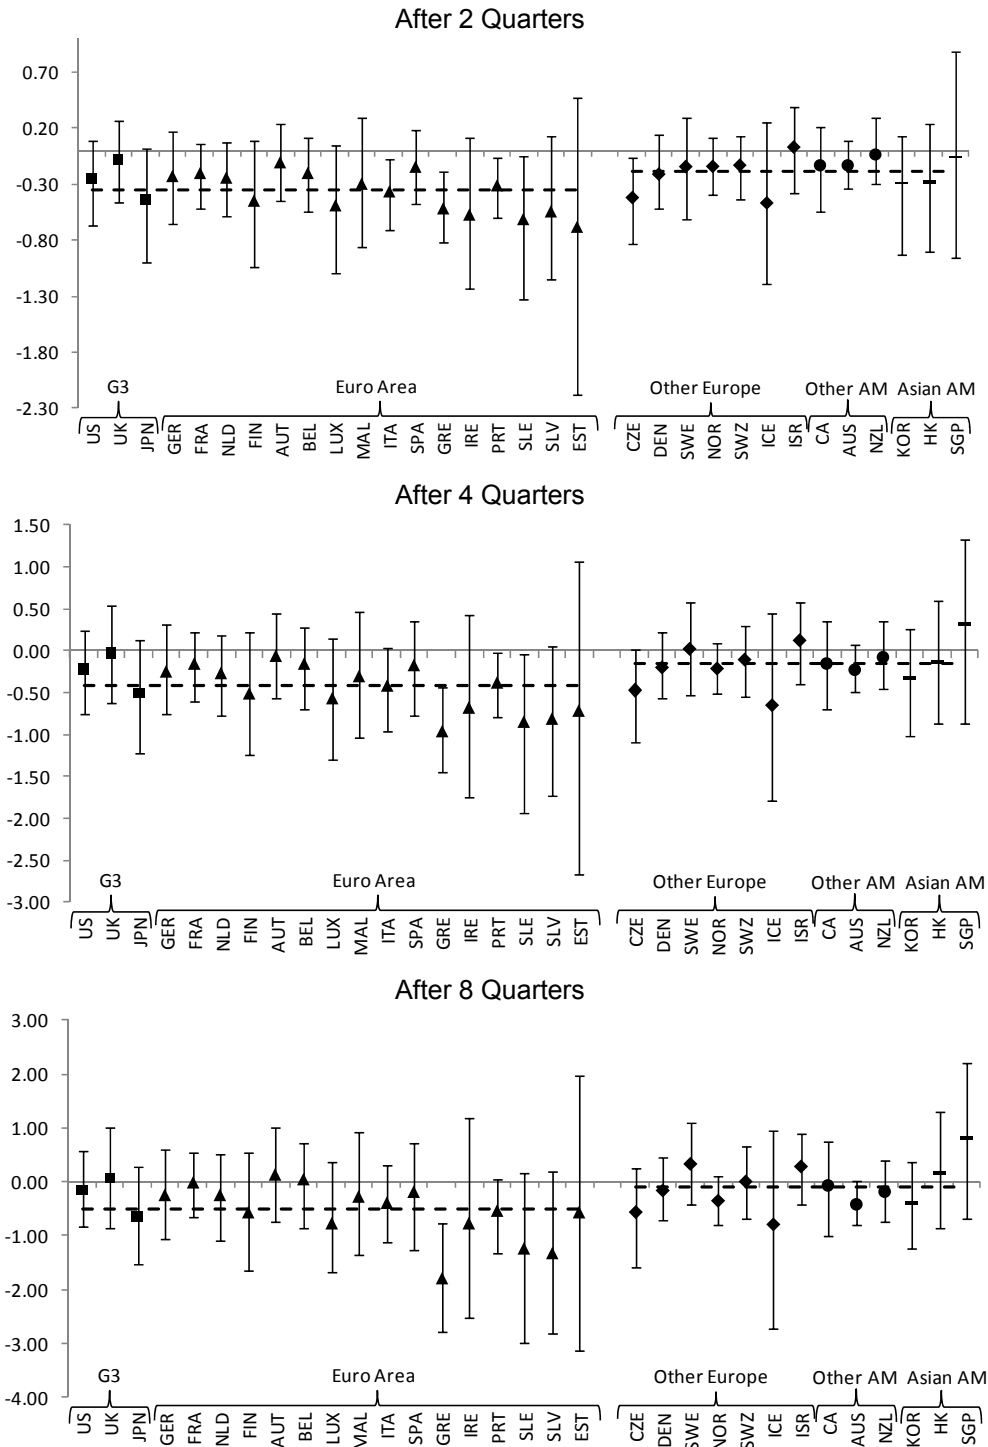 After 2 Quarters
0.70
0.20
-0.30
-0.80
-1.30
-1.80
-2.30
G3 Euro Area Other Europe Other AM Asian AM
US UK JPN GER FRA NLD FIN AUT BEL LUX MAL ITA SPA GRE IRE PRT SLE SLV EST CZE DEN SWE NOR SWZ ICE ISR CA AUS NZL KOR HK SGP
After 4 Quarters
1.50
1.00
0.50
0.00
-0.50
-1.00
-1.50
-2.00
-2.50
-3.00
G3 Euro Area Other Europe Other AM Asian AM
US UK JPN GER FRA NLD FIN AUT BEL LUX MAL ITA SPA GRE IRE PRT SLE SLV EST CZE DEN SWE NOR SWZ ICE ISR CA AUS NZL KOR HK SGP
After 8 Quarters
3.00
2.00
1.00
0.00
-1.00
-2.00
-3.00
-4.00
G3 Euro Area Other Europe Other AM Asian AM
US UK JPN GER FRA NLD FIN AUT BEL LUX MAL ITA SPA GRE IRE PRT SLE SLV EST CZE DEN SWE NOR SWZ ICE ISR CA AUS NZL KOR HK SGP